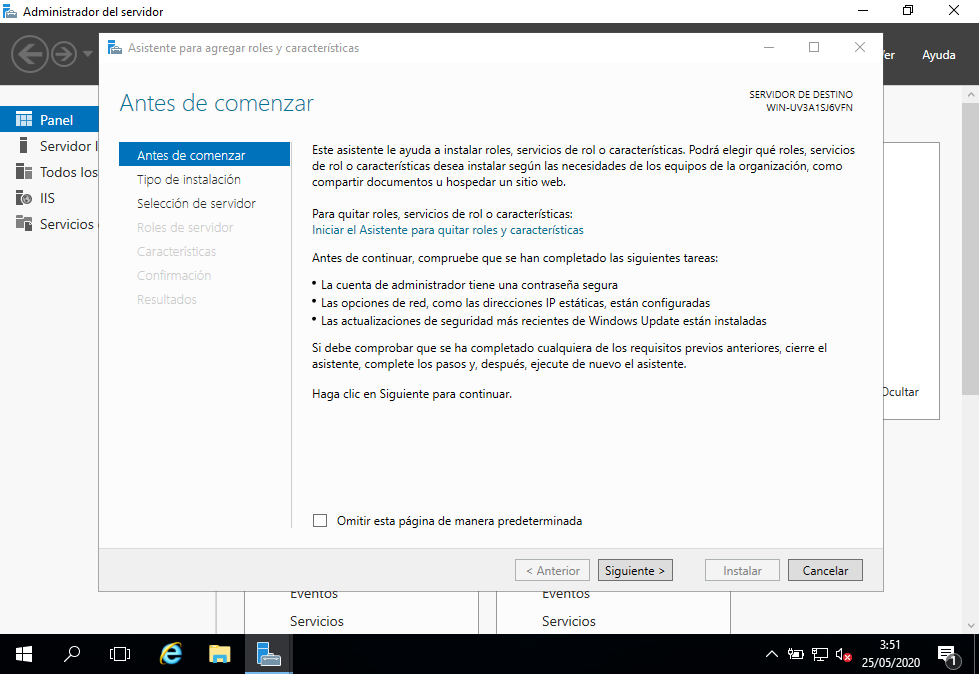 Administrador del servidor
Asistente para agregar roles y características
Ayuda
Antes de comenzar
SERVIDOR DE DESTINO
WIN-UV3A1SJ6VFN
Panel
Servidor
Todos los
IIS
Servicios
Antes de comenzar
Tipo de instalación
Selección de servidor
Roles de servidor
Características
Confirmación
Resultados
Este asistente le ayuda a instalar roles, servicios de rol o características. Podrá elegir qué roles, servicios
de rol o características desea instalar según las necesidades de los equipos de la organización, como
compartir documentos u hospedar un sitio web.
Para quitar roles, servicios de rol o características:
Iniciar el Asistente para quitar roles y características
Antes de continuar, compruebe que se han completado las siguientes tareas:
• La cuenta de administrador tiene una contraseña segura
• Las opciones de red, como las direcciones IP estáticas, están configuradas
• Las actualizaciones de seguridad más recientes de Windows Update están instaladas
Si debe comprobar que se ha completado cualquiera de los requisitos previos anteriores, cierre el
asistente, complete los pasos y, después, ejecute de nuevo el asistente.
Haga clic en Siguiente para continuar.
Ocultar
Omitir esta página de manera predeterminada
< Anterior
Siguiente >
Instalar
Cancelar
Eventos
Eventos
Servicios
Servicios
3:51
25/05/2020
1